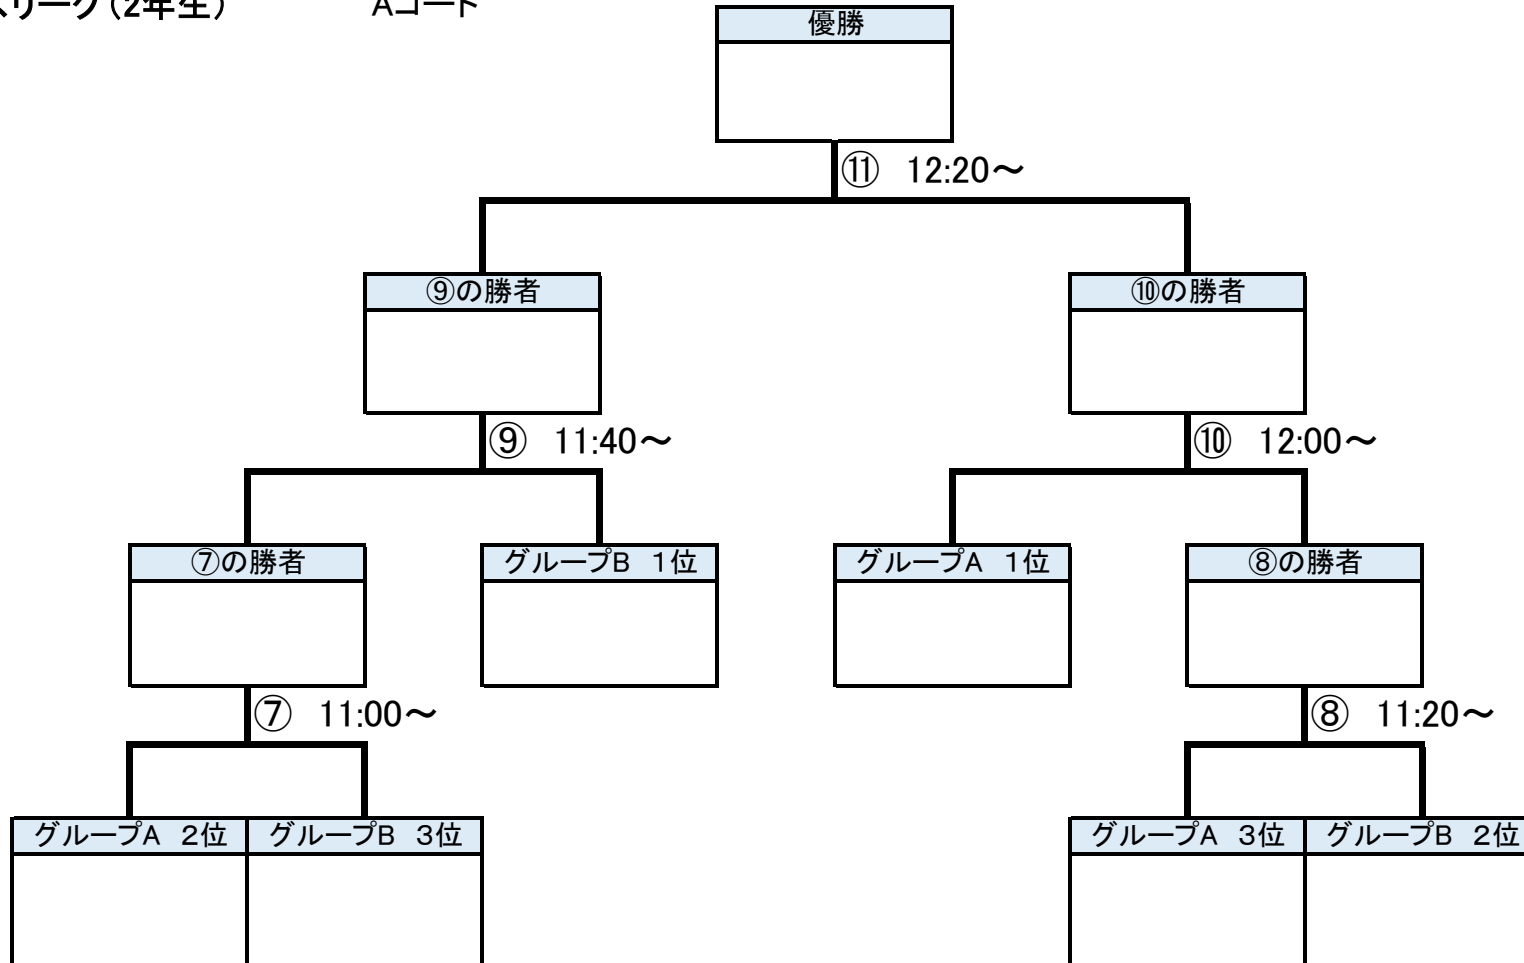 スリーグ（2年生） Aコート
優勝
⑪ 12:20～
⑨の勝者 ⑩の勝者
⑨ 11:40～ ⑩ 12:00～
⑦の勝者 グループB 1位 グループA 1位 ⑧の勝者
⑦ 11:00～ ⑧ 11:20～
グループA 2位 グループB 3位 グループA 3位 グループB 2位